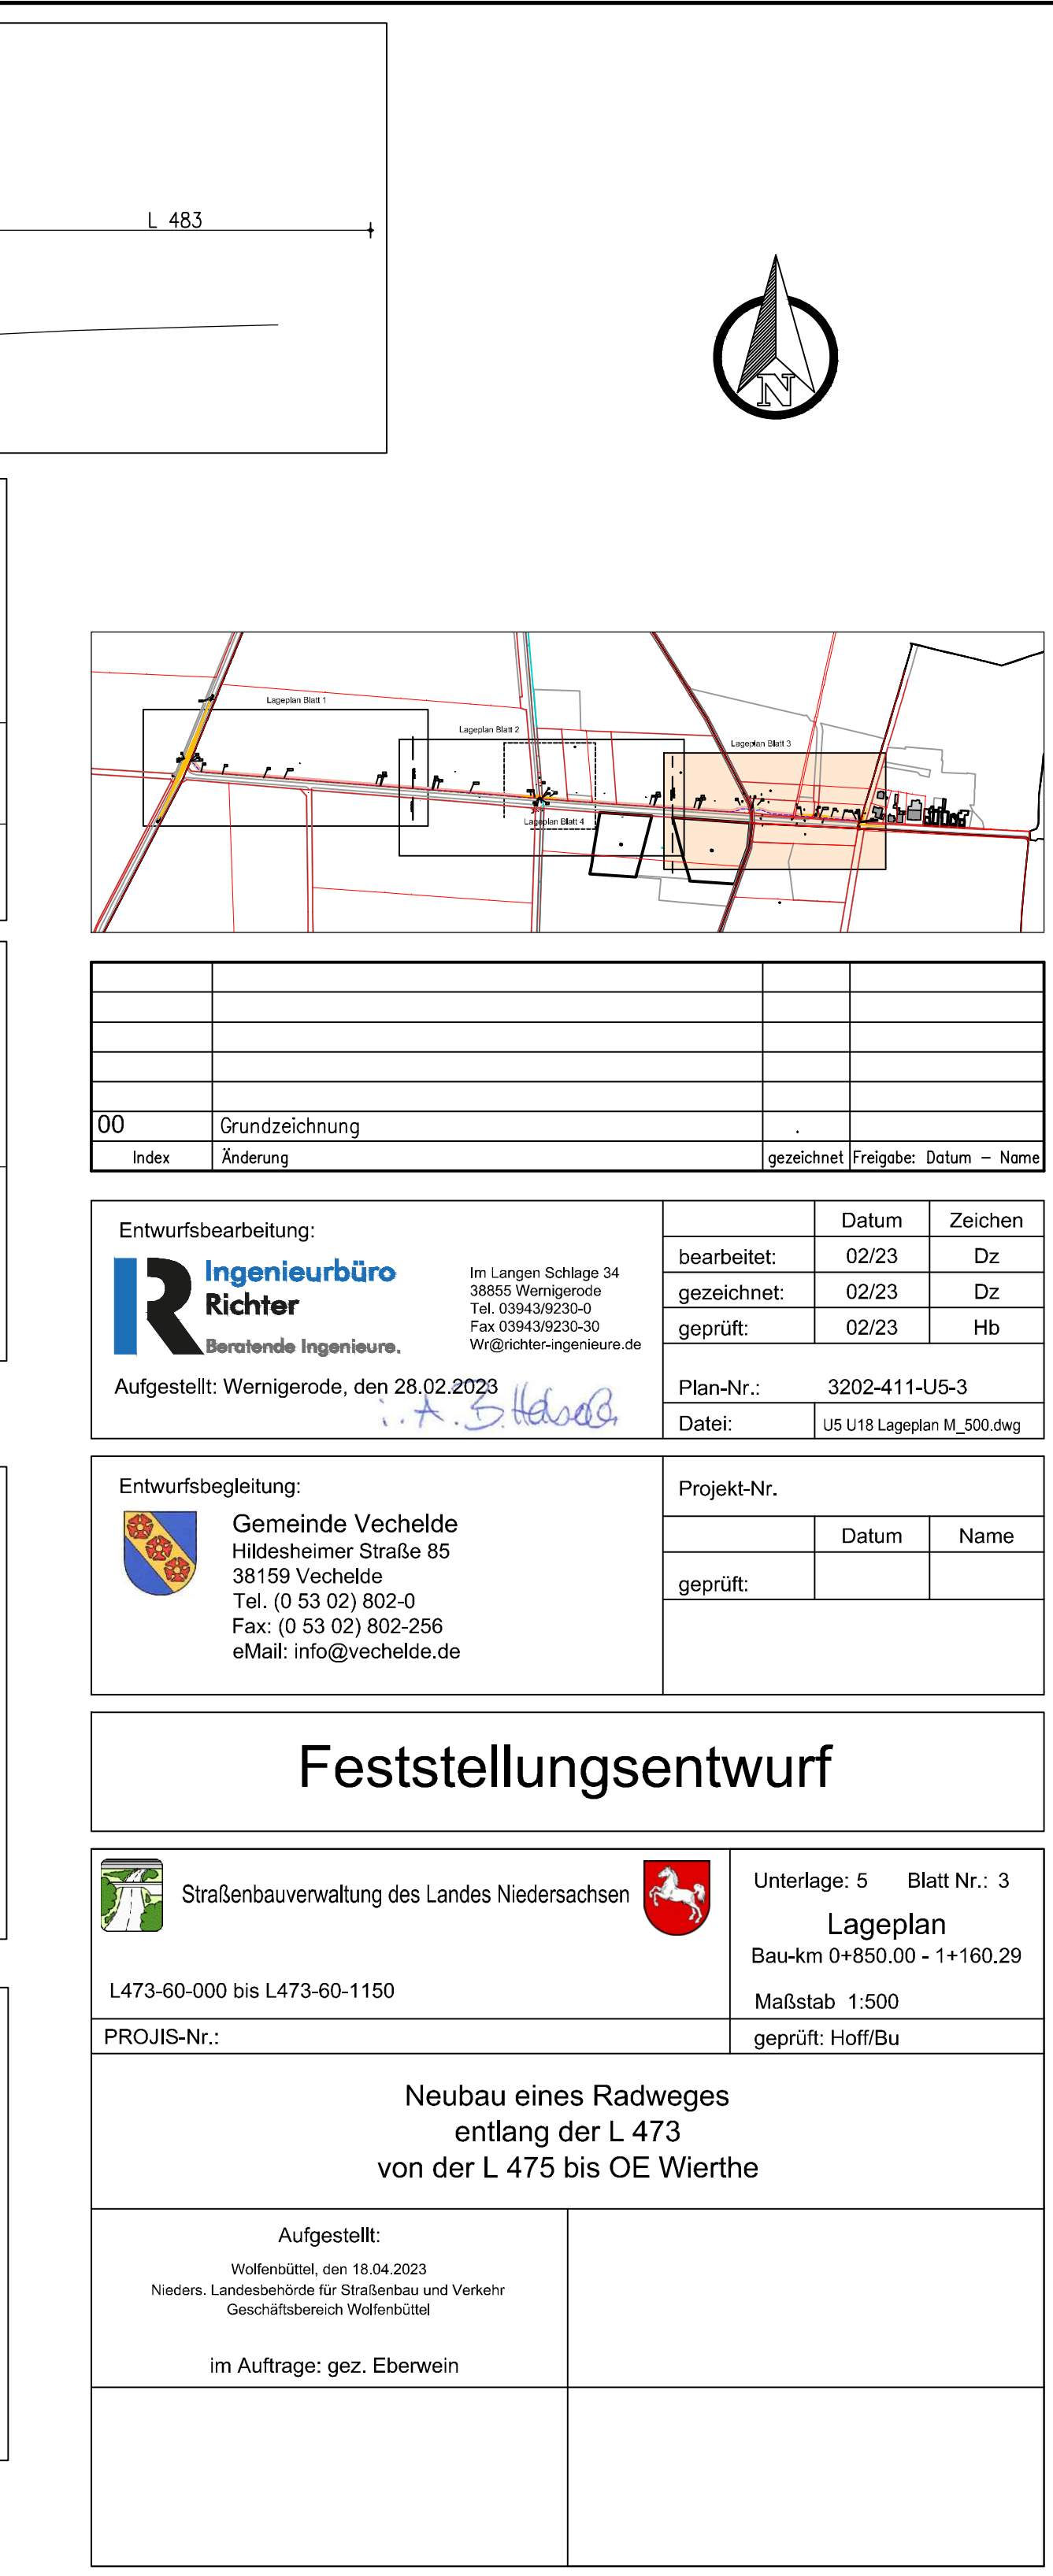 L 483
N
Lageplan Blatt 1
Lageplan Blatt 2
Lageplan Blatt 3
Lageplan Blatt 4
00 Grundzeichnung .
Index Änderung gezeichnet Freigabe: Datum - Name
Entwurfsbearbeitung:
Ingenieurbüro
Richter
Beratende Ingenieure.
Im Langen Schlage 34
38855 Wernigerode
Tel. 03943/9230-0
Fax 03943/9230-30
Wr@richter-ingenieure.de
Aufgestellt: Wernigerode, den 28.02.2023
Datum Zeichen
bearbeitet: 02/23 Dz
gezeichnet: 02/23 Dz
geprüft: 02/23 Hb
Plan-Nr.: 3202-411-U5-3
Datei: U5 U18 Lageplan M_500.dwg
Entwurfsbegleitung:
Gemeinde Vechelde
Hildesheimer Straße 85
38159 Vechelde
Tel. (0 53 02) 802-0
Fax: (0 53 02) 802-256
eMail: info@vechelde.de
Projekt-Nr.
Datum Name
geprüft:
Feststellungsentwurf
Straßenbauverwaltung des Landes Niedersachsen
L473-60-000 bis L473-60-1150
Unterlage: 5 Blatt Nr.: 3
Lageplan
Bau-km 0+850.00 - 1+160.29
Maßstab 1:500
PROJIS-Nr.:
geprüft: Hoff/Bu
Neubau eines Radweges
entlang der L 473
von der L 475 bis OE Wierthe
Aufgestellt:
Wolfenbüttel, den 18.04.2023
Nieders. Landesbehörde für Straßenbau und Verkehr
Geschäftsbereich Wolfenbüttel
im Auftrage: gez. Eberwein